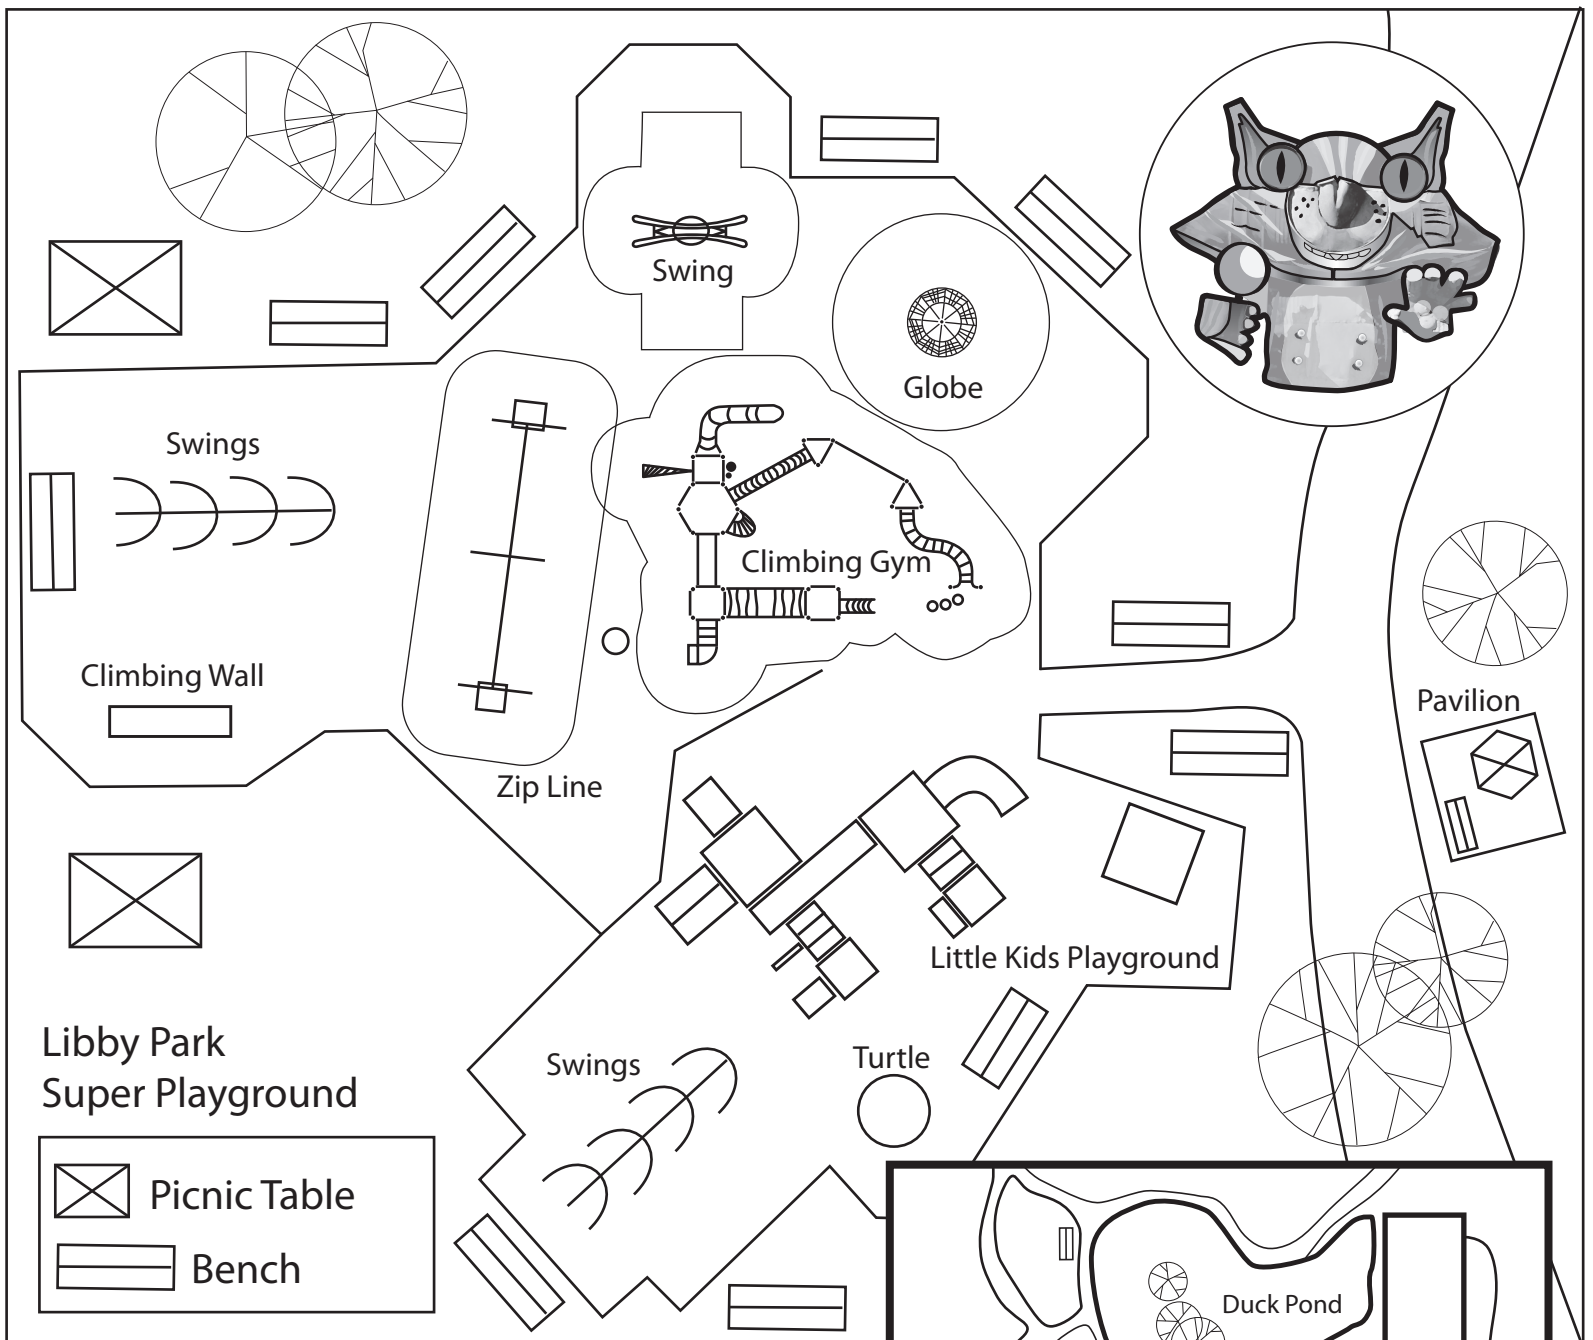 Swing
Globe
Swings
Climbing Gym
Climbing Wall
Pavilion
Zip Line
Little Kids Playground
Libby Park
Super Playground
Swings
Turtle
Picnic Table
Bench
Duck Pond